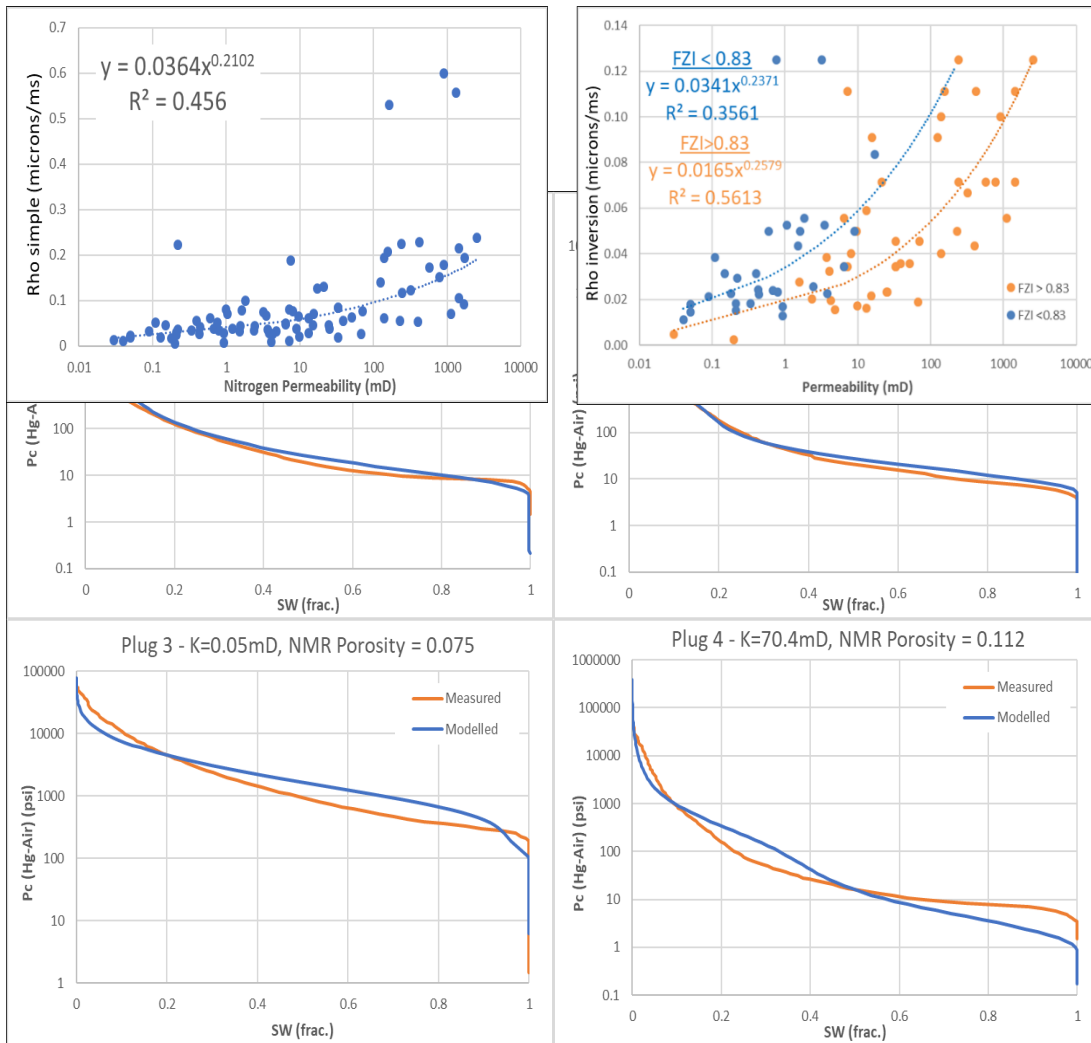 0.7
0.6
0.5
0.4
0.3
0.2
0.1
0
Rho simple (microns/ms)
y = 0.0364x^0.2102
R² = 0.456
0.01 0.1 1 10 100 1000 10000
Nitrogen Permeability (mD)
0.14
0.12
0.10
0.08
0.06
0.04
0.02
0.00
Rho inversion (microns/ms)
FZI < 0.83
y = 0.0341x^0.2371
R² = 0.3561
FZI>0.83
y = 0.0165x^0.2579
R² = 0.5613
FZI > 0.83
FZI <0.83
0.01 0.1 1 10 100 1000 10000
Permeability (mD)
100
10
1
0.1
Pc (Hg-Air)
0 0.2 0.4 0.6 0.8 1
SW (frac.)
100
10
1
0.1
Pc (Hg-Air)
0 0.2 0.4 0.6 0.8 1
SW (frac.)
Plug 3 - K=0.05mD, NMR Porosity = 0.075
100000
10000
1000
100
10
1
Pc (Hg-Air) (psi)
Measured
Modelled
0 0.2 0.4 0.6 0.8 1
SW (frac.)
Plug 4 - K=70.4mD, NMR Porosity = 0.112
1000000
100000
10000
1000
100
10
1
0.1
Pc (Hg-Air) (psi)
Measured
Modelled
0 0.2 0.4 0.6 0.8 1
SW (frac.)